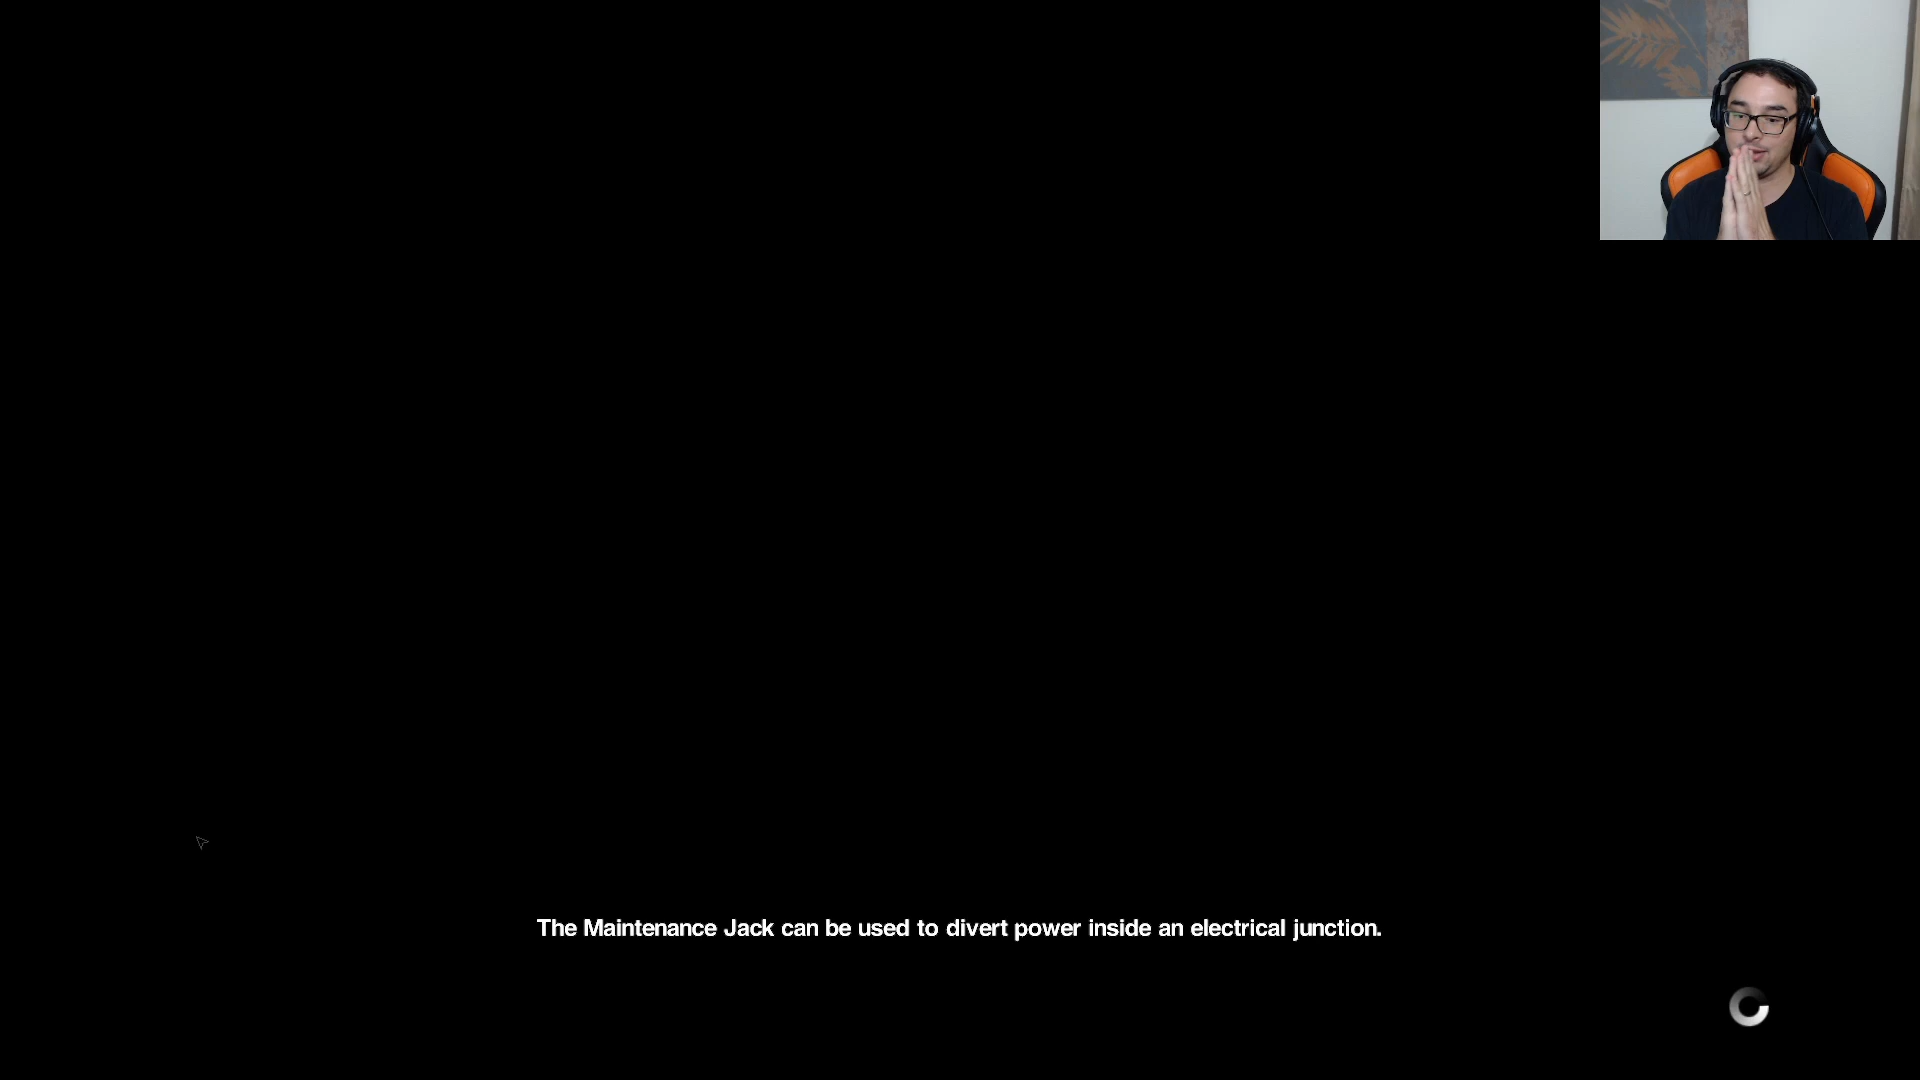 The Maintenance Jack can be used to divert power inside an electrical junction.